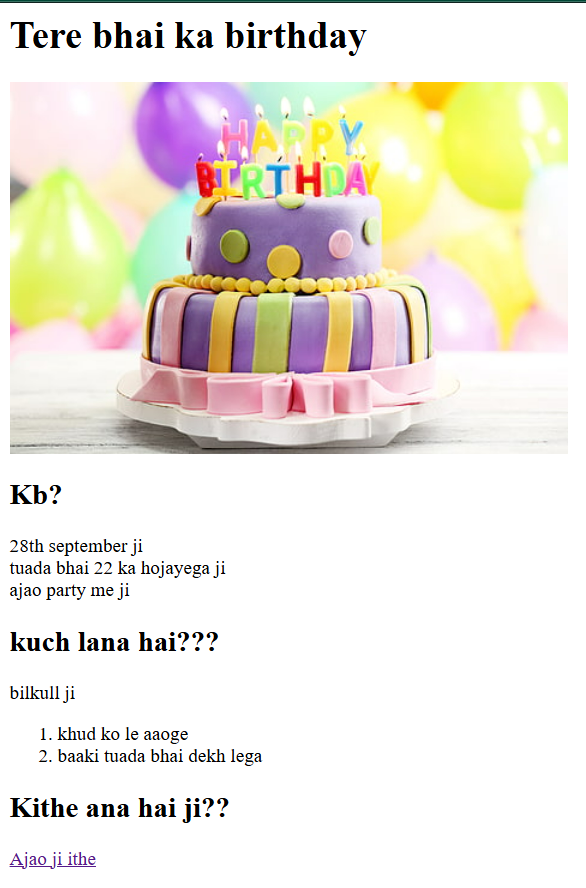 Tere bhai ka birthday
HAPPY
BIRTHDAY
Kb?
28th september ji
tuada bhai 22 ka hojayega ji
ajao party me ji
kuch lana hai???
bilkull ji
1. khud ko le aaoge
2. baaki tuada bhai dekh lega
Kithe ana hai ji??
Ajao ji ithe